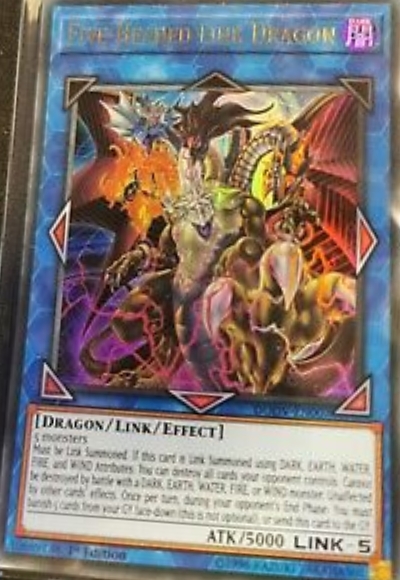 Five-Headed Link Dragon
DARK
[DRAGON/LINK/EFFECT]
5 monsters
Must be Link Summoned. If this card is Link Summoned using DARK, EARTH, WATER,
FIRE, and WIND Attributes: You can destroy all cards your opponent controls. Cannot
be destroyed by battle with a DARK, EARTH, WATER, FIRE, or WIND monster. Unaffected
by other cards' effects. Once per turn, during your opponent's End Phase: You must
banish 5 cards from your GY face-down (this is not optional), or send this card to the GY.
ATK/5000 LINK-5
1st Edition
©1996 KAZUKI TAKAHASHI